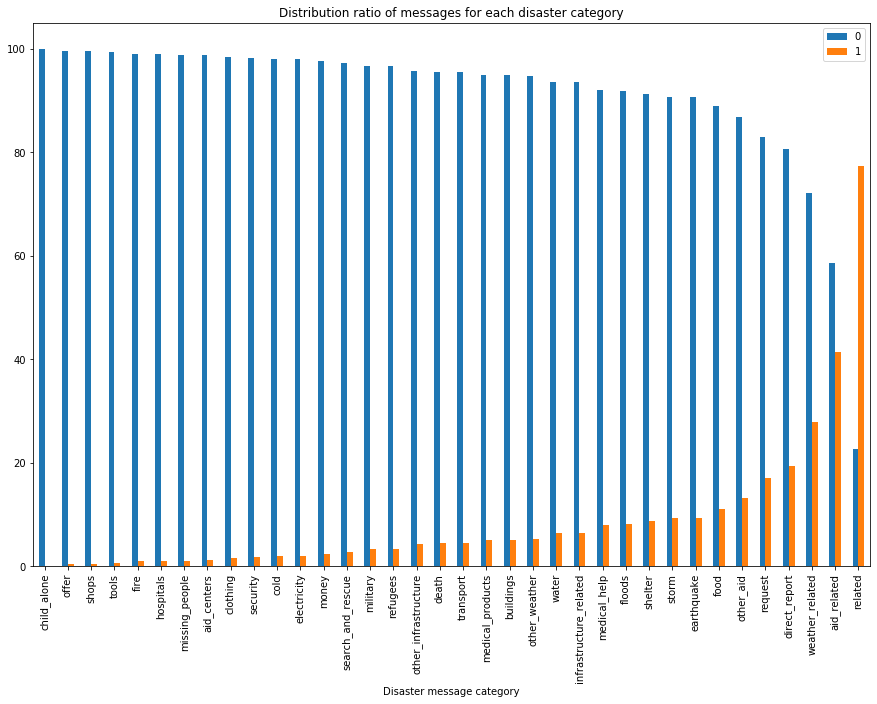 Distribution ratio of messages for each disaster category
0
1
100
80
60
40
20
0
child_alone
offer
shops
tools
fire
hospitals
missing_people
aid_centers
clothing
security
cold
electricity
money
search_and_rescue
military
refugees
other_infrastructure
death
transport
medical_products
buildings
other_weather
water
infrastructure_related
medical_help
floods
shelter
storm
earthquake
food
other_aid
request
direct_report
weather_related
aid_related
related
Disaster message category